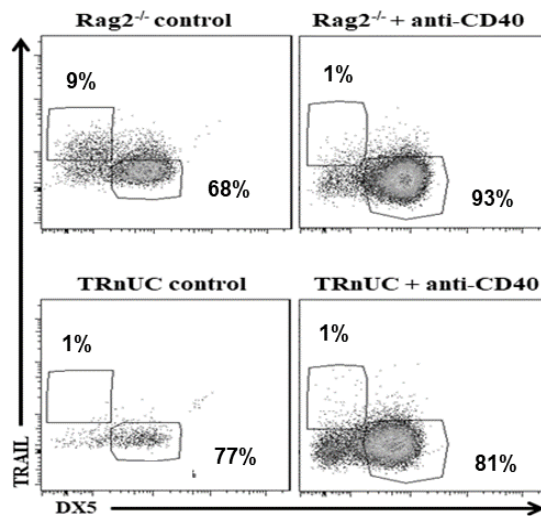 Rag2-/- control
Rag2-/- + anti-CD40
9%
1%
68%
93%
TRnUC control
TRnUC + anti-CD40
1%
1%
77%
81%
TRAIL
DX5